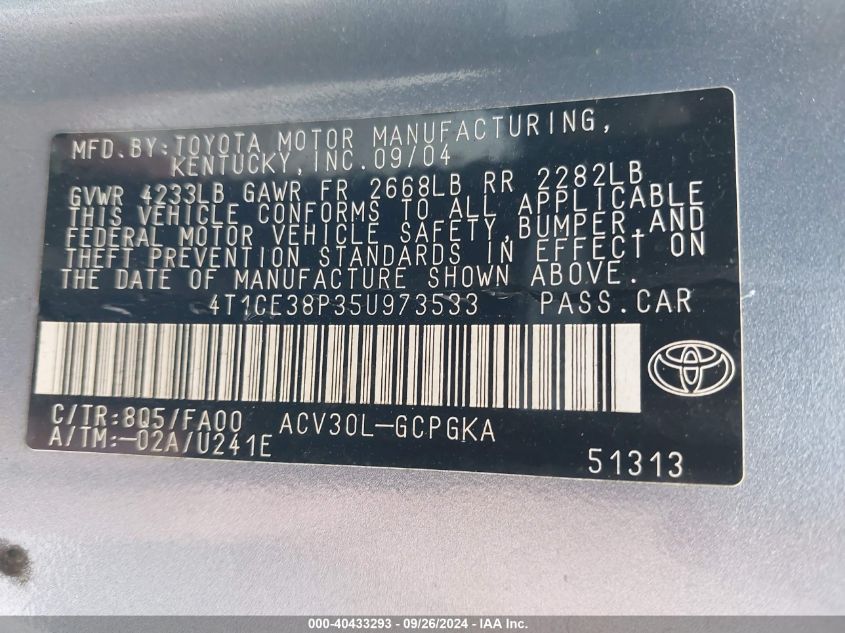 MFD.BY:TOYOTA MOTOR MANUFACTURING,
KENTUCKY,INC.09/04
GVWR 4233LB GAWR FR 2668LB RR 2282LB
THIS VEHICLE CONFORMS TO ALL APPLICABLE
FEDERAL MOTOR VEHICLE SAFETY,BUMPER,AND
THEFT PREVENTION STANDARDS IN EFFECT ON
THE DATE OF MANUFACTURE SHOWN ABOVE.
4T1CE38P35U973533 PASS.CAR
C/TR:8Q5/FA00 ACV30L-GCPGKA
A/TM:-02A/U241E
51313
000-40433293 - 09/26/2024 - IAA Inc.